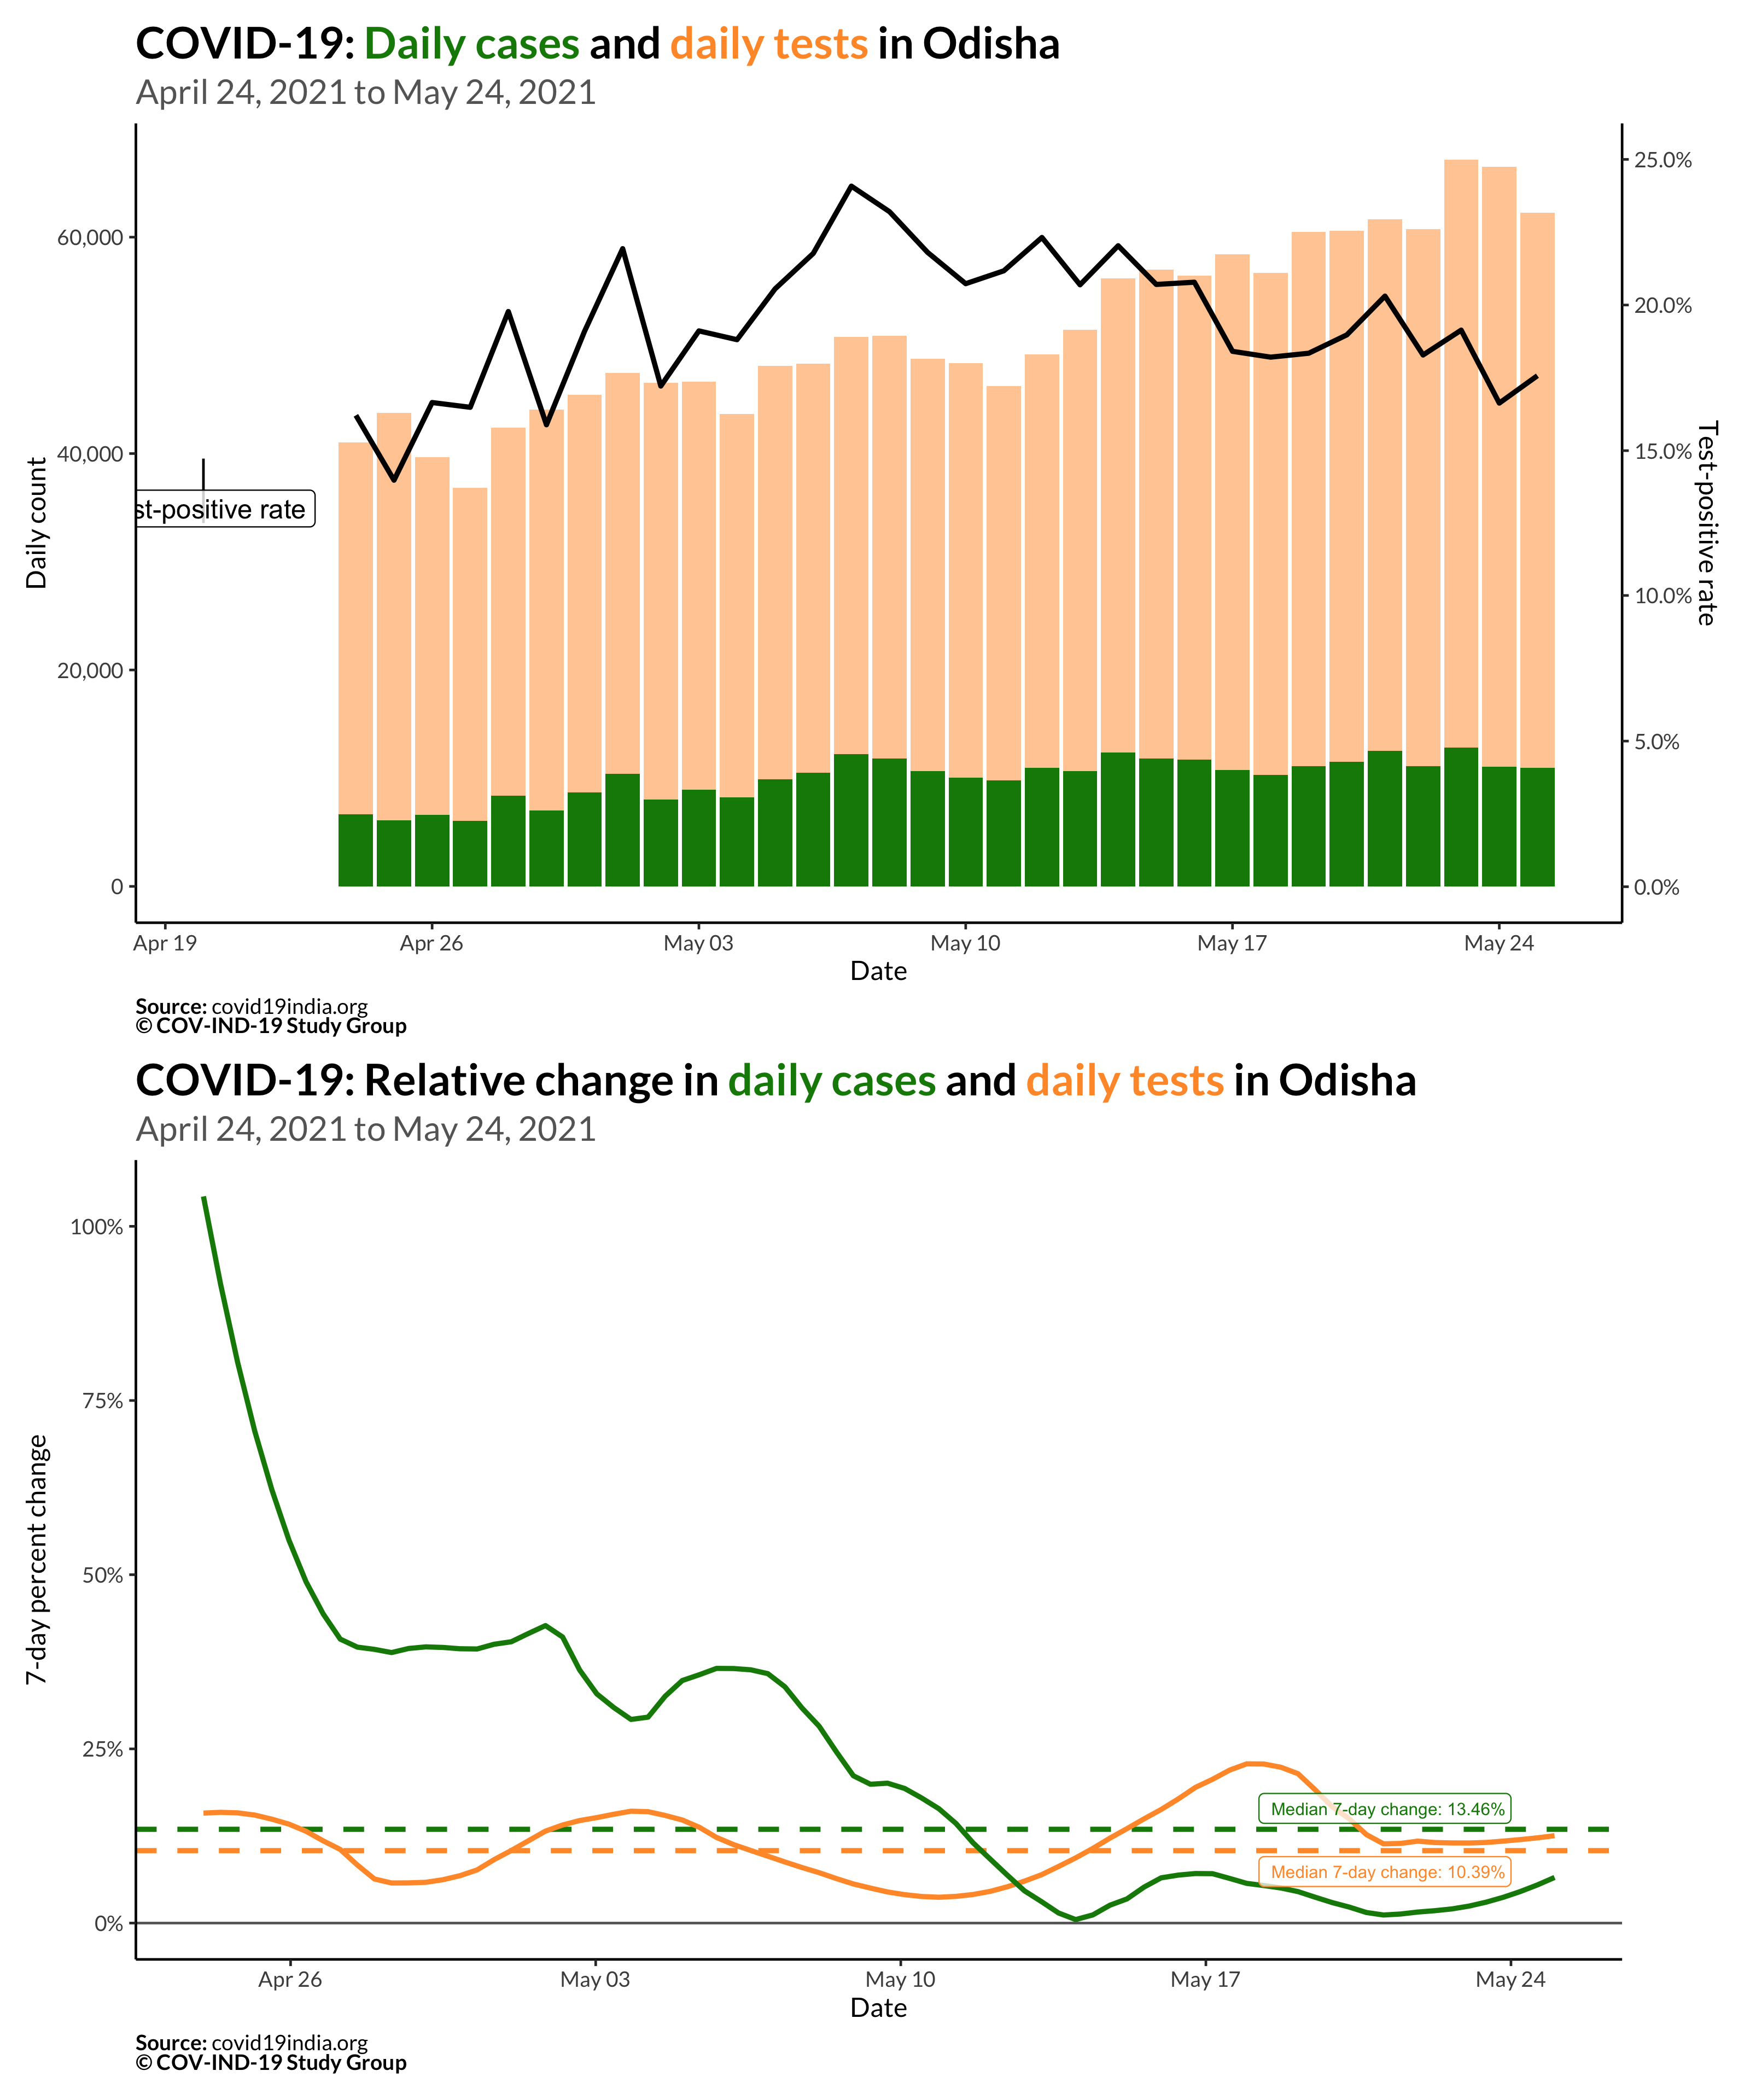 COVID-19: Daily cases and daily tests in Odisha
April 24, 2021 to May 24, 2021
Daily count
60,000
40,000
20,000
0
st-positive rate
25.0%
20.0%
15.0%
10.0%
5.0%
0.0%
Test-positive rate
Apr 19 Apr 26 May 03 May 10 May 17 May 24
Date
Source: covid19india.org
© COV-IND-19 Study Group
COVID-19: Relative change in daily cases and daily tests in Odisha
April 24, 2021 to May 24, 2021
7-day percent change
100%
75%
50%
25%
0%
Median 7-day change: 13.46%
Median 7-day change: 10.39%
Apr 26 May 03 May 10 May 17 May 24
Date
Source: covid19india.org
© COV-IND-19 Study Group